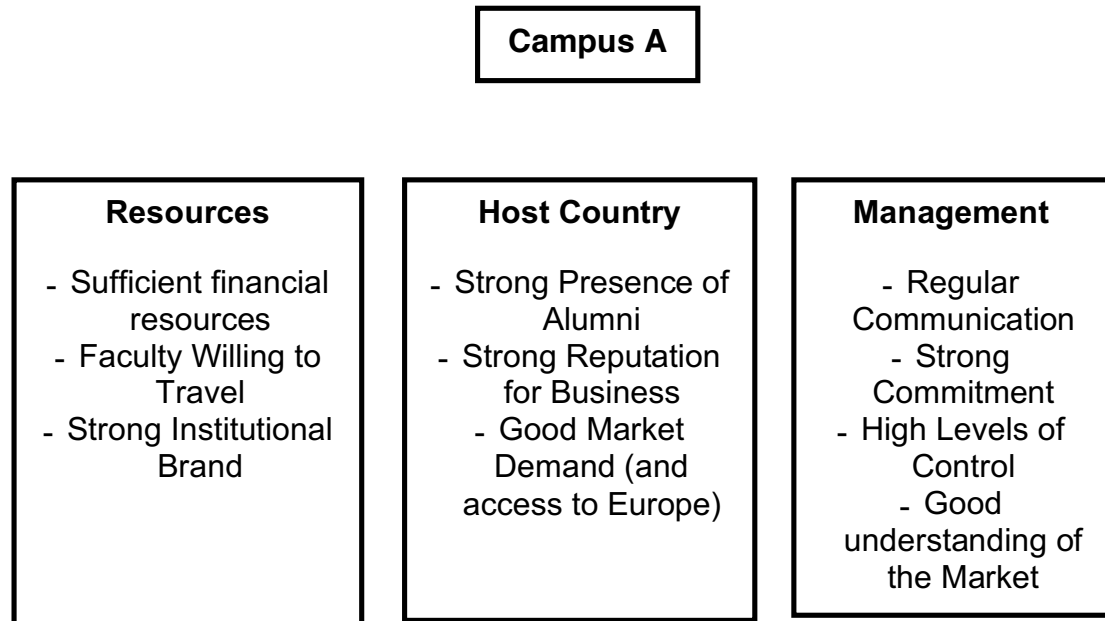 Campus A
Resources
- Sufficient financial
resources
- Faculty Willing to
Travel
- Strong Institutional
Brand
Host Country
- Strong Presence of
Alumni
- Strong Reputation
for Business
- Good Market
Demand (and
access to Europe)
Management
- Regular
Communication
- Strong
Commitment
- High Levels of
Control
- Good
understanding of
the Market